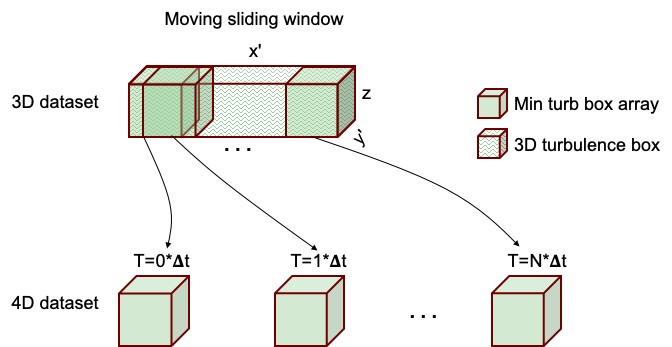 Moving sliding window
x'
3D dataset
z
y'
. . .
Min turb box array
3D turbulence box
T=0*Δt
T=1*Δt
T=N*Δt
4D dataset
. . .